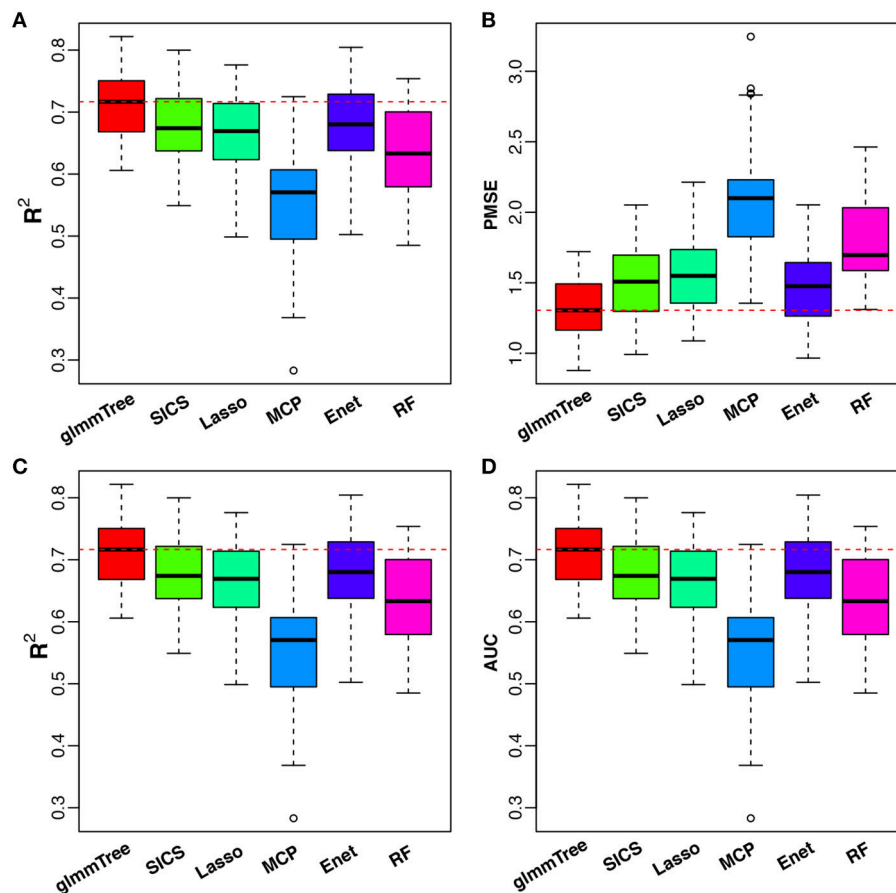 A
R²
0.3 0.4 0.5 0.6 0.7 0.8
glmmTree SICS Lasso MCP Enet RF
B
PMSE
1.0 1.5 2.0 2.5 3.0
glmmTree SICS Lasso MCP Enet RF
C
R²
0.3 0.4 0.5 0.6 0.7 0.8
glmmTree SICS Lasso MCP Enet RF
D
AUC
0.3 0.4 0.5 0.6 0.7 0.8
glmmTree SICS Lasso MCP Enet RF